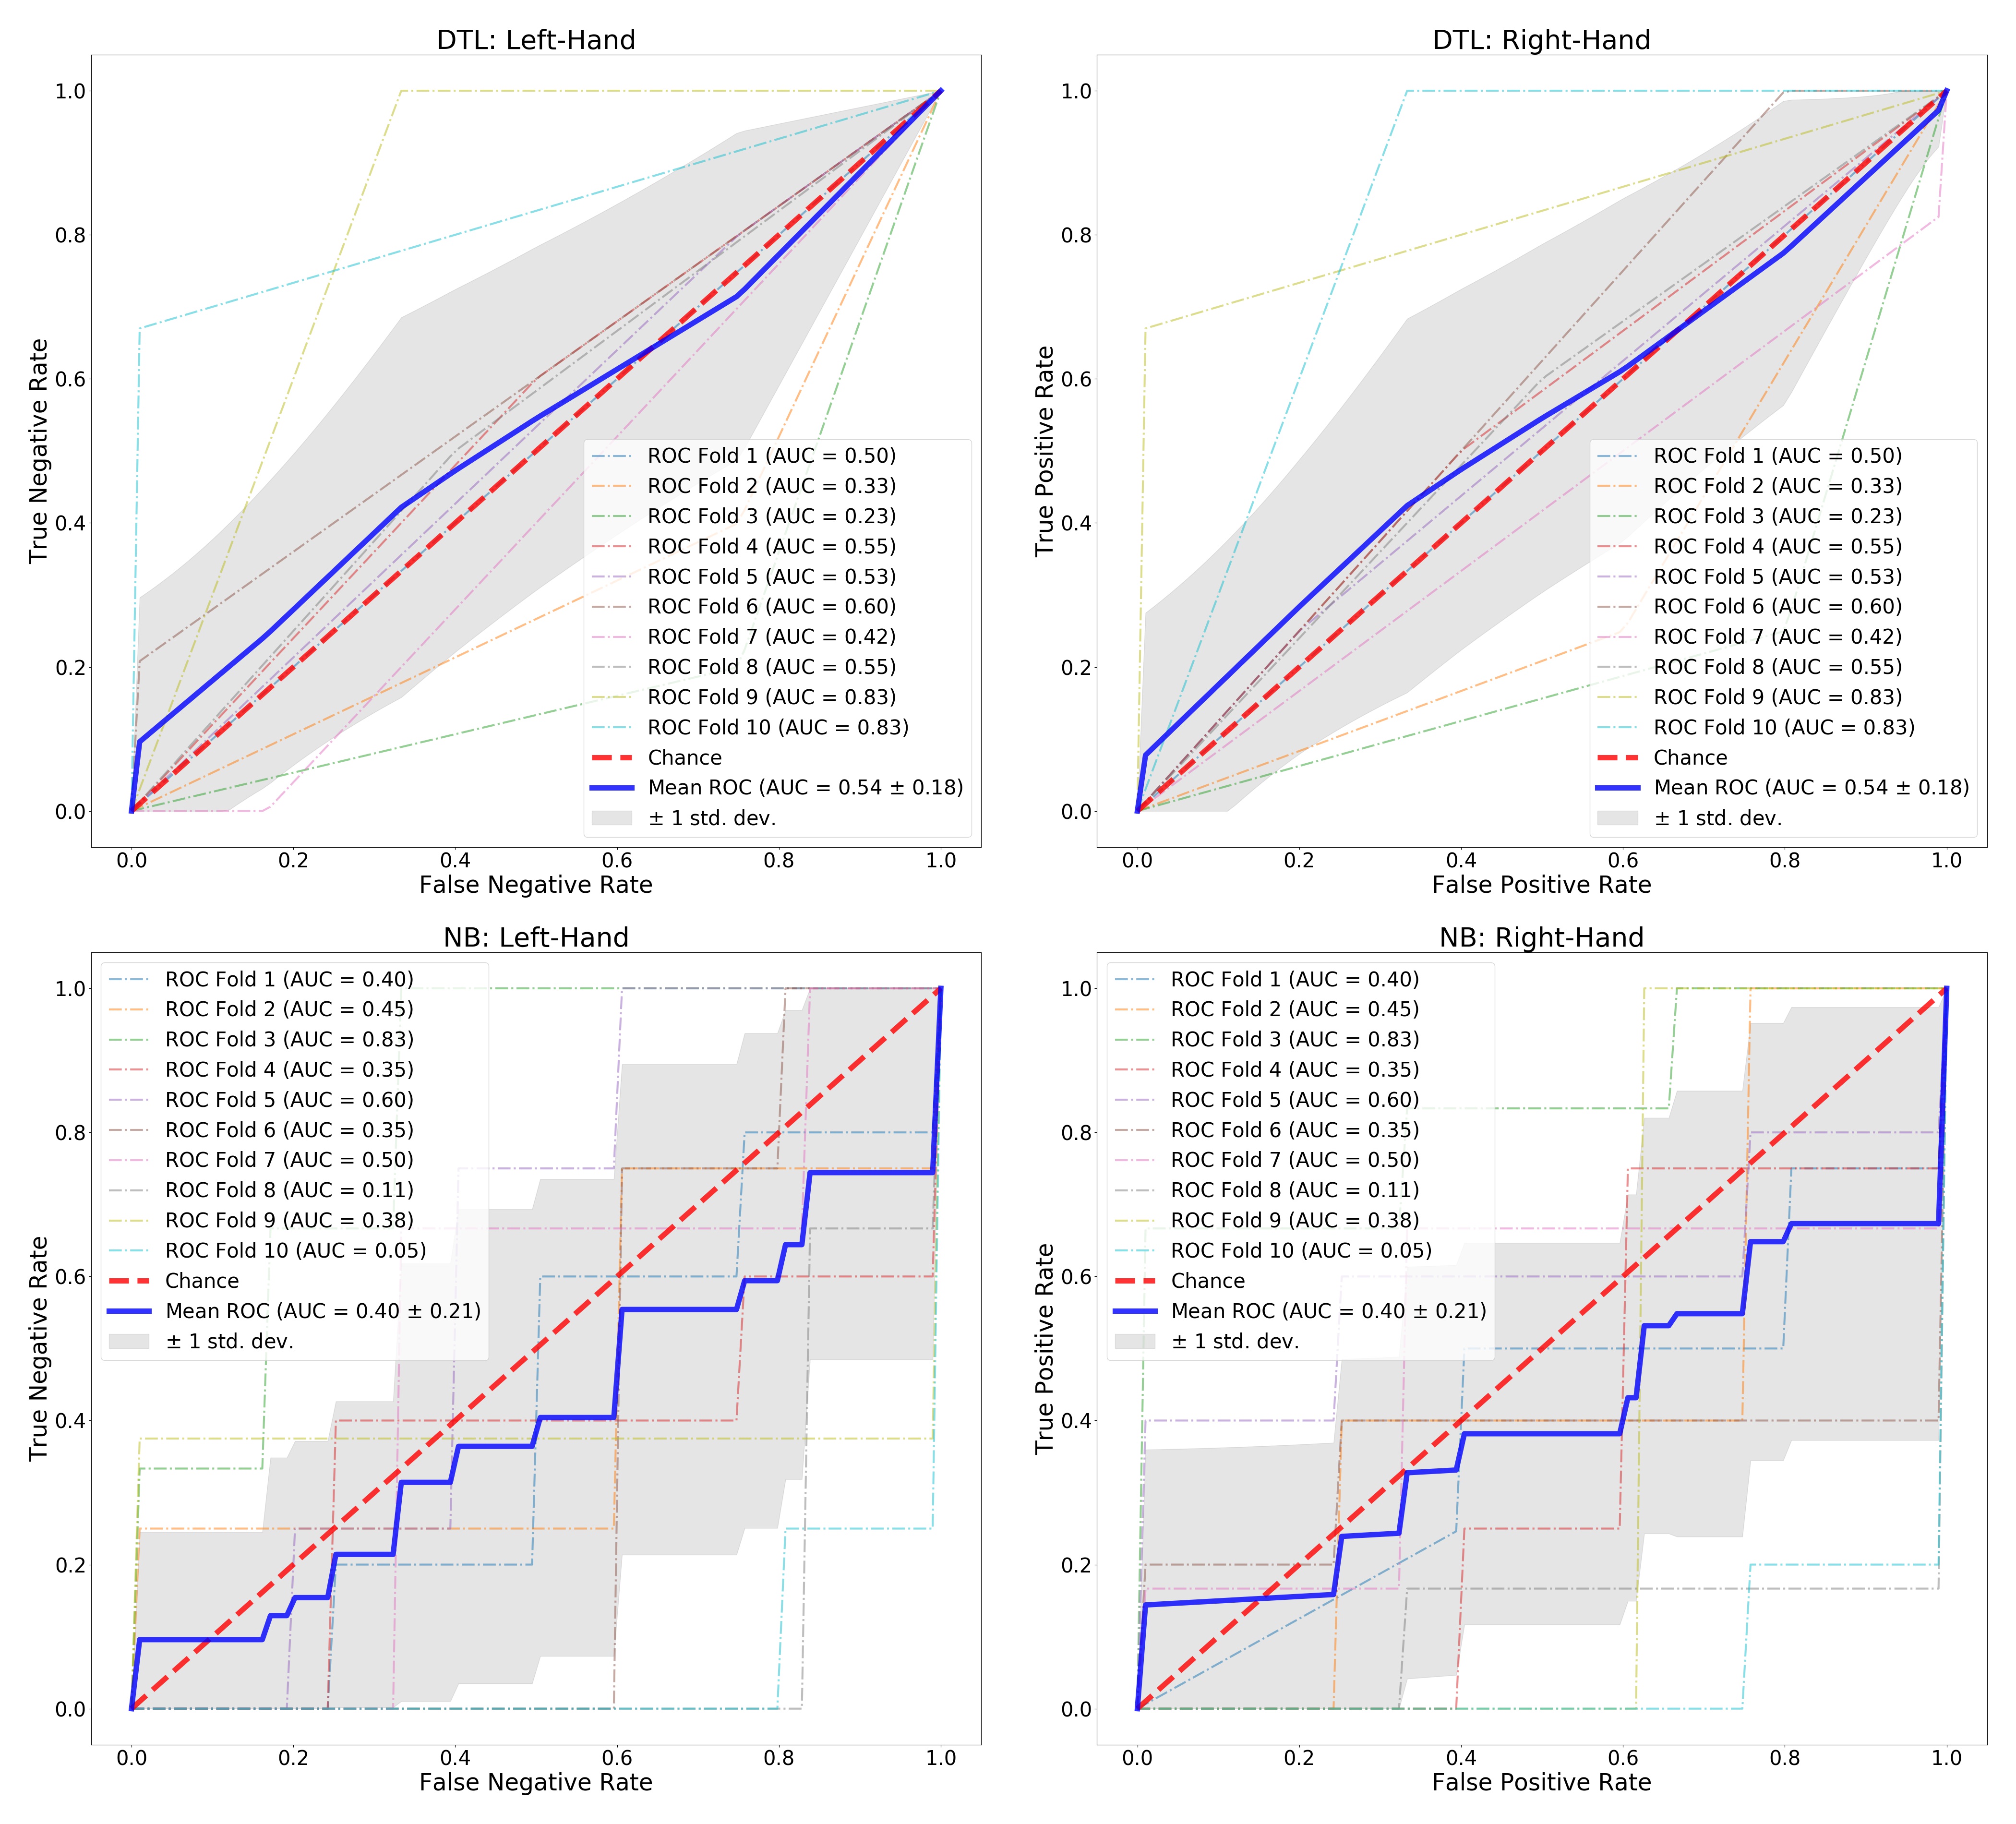 DTL: Left-Hand
True Negative Rate
1.0
0.8
0.6
0.4
0.2
0.0
ROC Fold 1 (AUC = 0.50)
ROC Fold 2 (AUC = 0.33)
ROC Fold 3 (AUC = 0.23)
ROC Fold 4 (AUC = 0.55)
ROC Fold 5 (AUC = 0.53)
ROC Fold 6 (AUC = 0.60)
ROC Fold 7 (AUC = 0.42)
ROC Fold 8 (AUC = 0.55)
ROC Fold 9 (AUC = 0.83)
ROC Fold 10 (AUC = 0.83)
Chance
Mean ROC (AUC = 0.54 ± 0.18)
± 1 std. dev.
0.0 0.2 0.4 0.6 0.8 1.0
False Negative Rate
DTL: Right-Hand
True Positive Rate
1.0
0.8
0.6
0.4
0.2
0.0
ROC Fold 1 (AUC = 0.50)
ROC Fold 2 (AUC = 0.33)
ROC Fold 3 (AUC = 0.23)
ROC Fold 4 (AUC = 0.55)
ROC Fold 5 (AUC = 0.53)
ROC Fold 6 (AUC = 0.60)
ROC Fold 7 (AUC = 0.42)
ROC Fold 8 (AUC = 0.55)
ROC Fold 9 (AUC = 0.83)
ROC Fold 10 (AUC = 0.83)
Chance
Mean ROC (AUC = 0.54 ± 0.18)
± 1 std. dev.
0.0 0.2 0.4 0.6 0.8 1.0
False Positive Rate
NB: Left-Hand
True Negative Rate
1.0
0.8
0.6
0.4
0.2
0.0
ROC Fold 1 (AUC = 0.40)
ROC Fold 2 (AUC = 0.45)
ROC Fold 3 (AUC = 0.83)
ROC Fold 4 (AUC = 0.35)
ROC Fold 5 (AUC = 0.60)
ROC Fold 6 (AUC = 0.35)
ROC Fold 7 (AUC = 0.50)
ROC Fold 8 (AUC = 0.11)
ROC Fold 9 (AUC = 0.38)
ROC Fold 10 (AUC = 0.05)
Chance
Mean ROC (AUC = 0.40 ± 0.21)
± 1 std. dev.
0.0 0.2 0.4 0.6 0.8 1.0
False Negative Rate
NB: Right-Hand
True Positive Rate
1.0
0.8
0.6
0.4
0.2
0.0
ROC Fold 1 (AUC = 0.40)
ROC Fold 2 (AUC = 0.45)
ROC Fold 3 (AUC = 0.83)
ROC Fold 4 (AUC = 0.35)
ROC Fold 5 (AUC = 0.60)
ROC Fold 6 (AUC = 0.35)
ROC Fold 7 (AUC = 0.50)
ROC Fold 8 (AUC = 0.11)
ROC Fold 9 (AUC = 0.38)
ROC Fold 10 (AUC = 0.05)
Chance
Mean ROC (AUC = 0.40 ± 0.21)
± 1 std. dev.
0.0 0.2 0.4 0.6 0.8 1.0
False Positive Rate